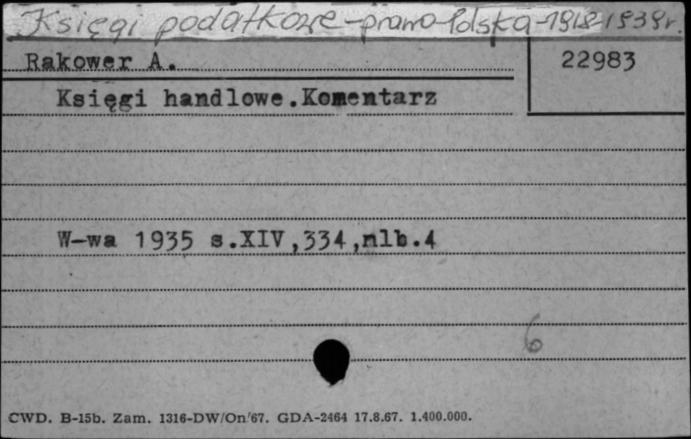 Księgi podatkowe - prawo - Polska - 1918-1939r.
Rakower A.
22983
Księgi handlowe.Komentarz
W-wa 1935 s.XIV,334,nlb.4
6
CWD. B-15b. Zam. 1316-DW/On/67. GDA-2464 17.8.67. 1.400.000.